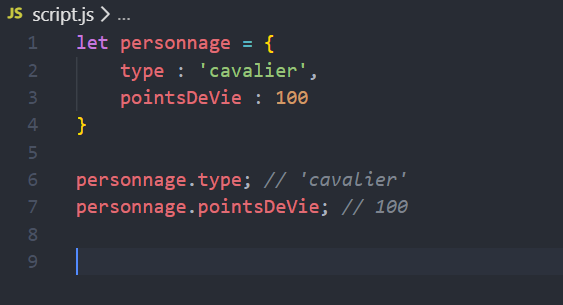 JS script.js > ...
1 let personnage = {
2 type : 'cavalier',
3 pointsDeVie : 100
4 }
5
6 personnage.type; // 'cavalier'
7 personnage.pointsDeVie; // 100
8
9